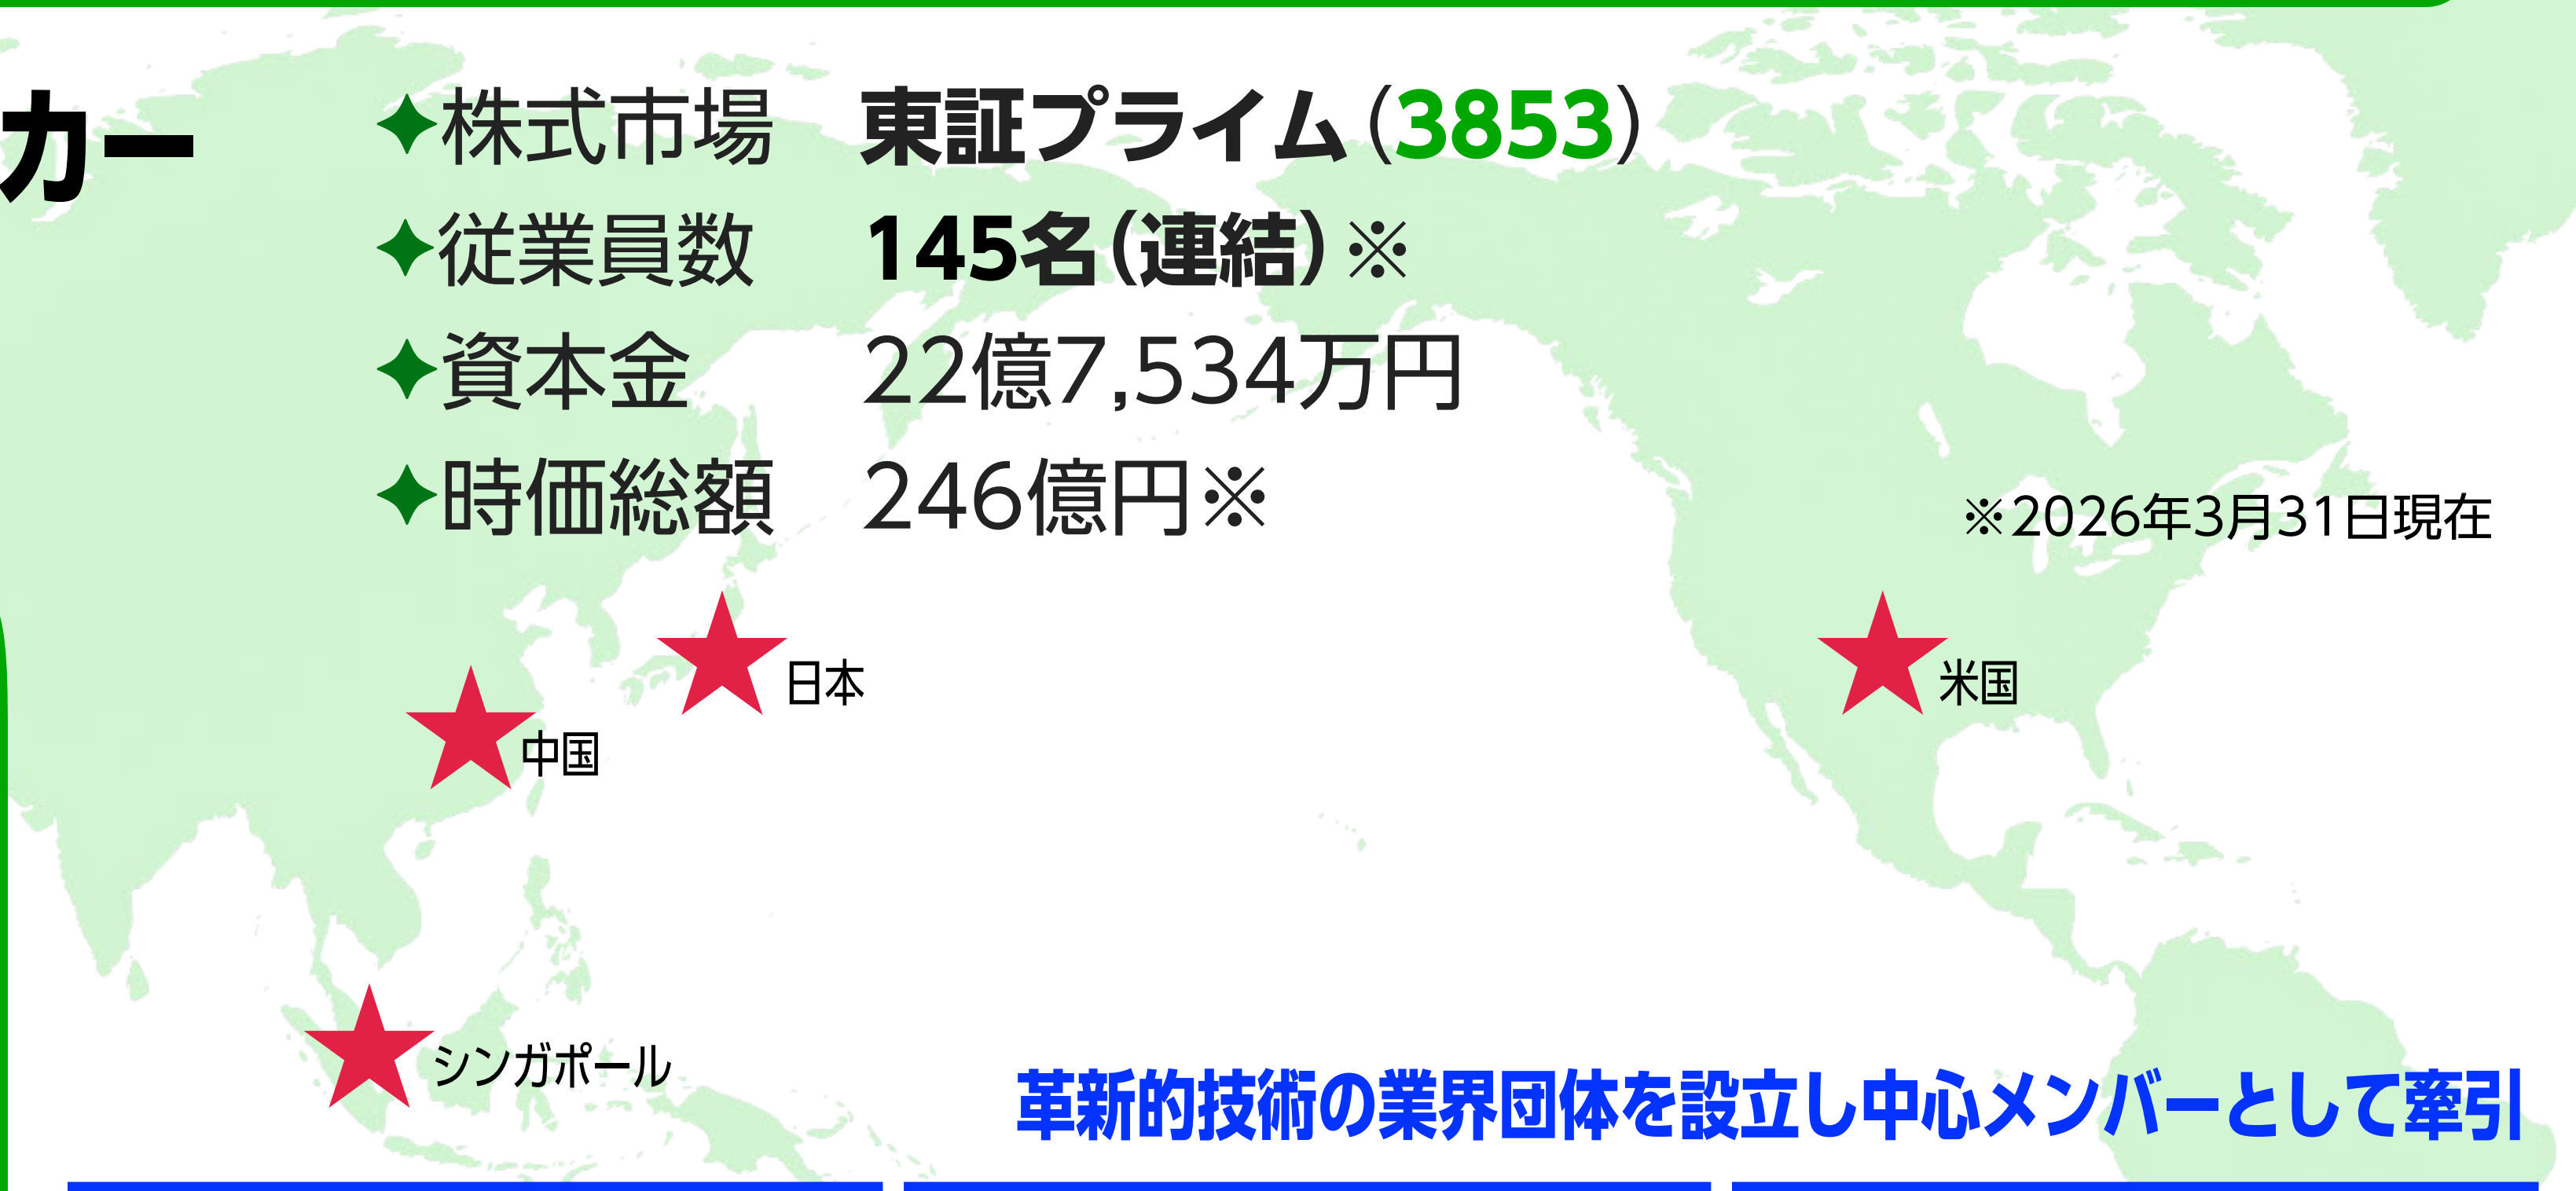 カー
株式市場 東証プライム(3853)
従業員数 145名(連結)※
資本金 22億7,534万円
時価総額 246億円※
※2026年3月31日現在
日本
米国
中国
シンガポール
革新的技術の業界団体を設立し中心メンバーとして牽引